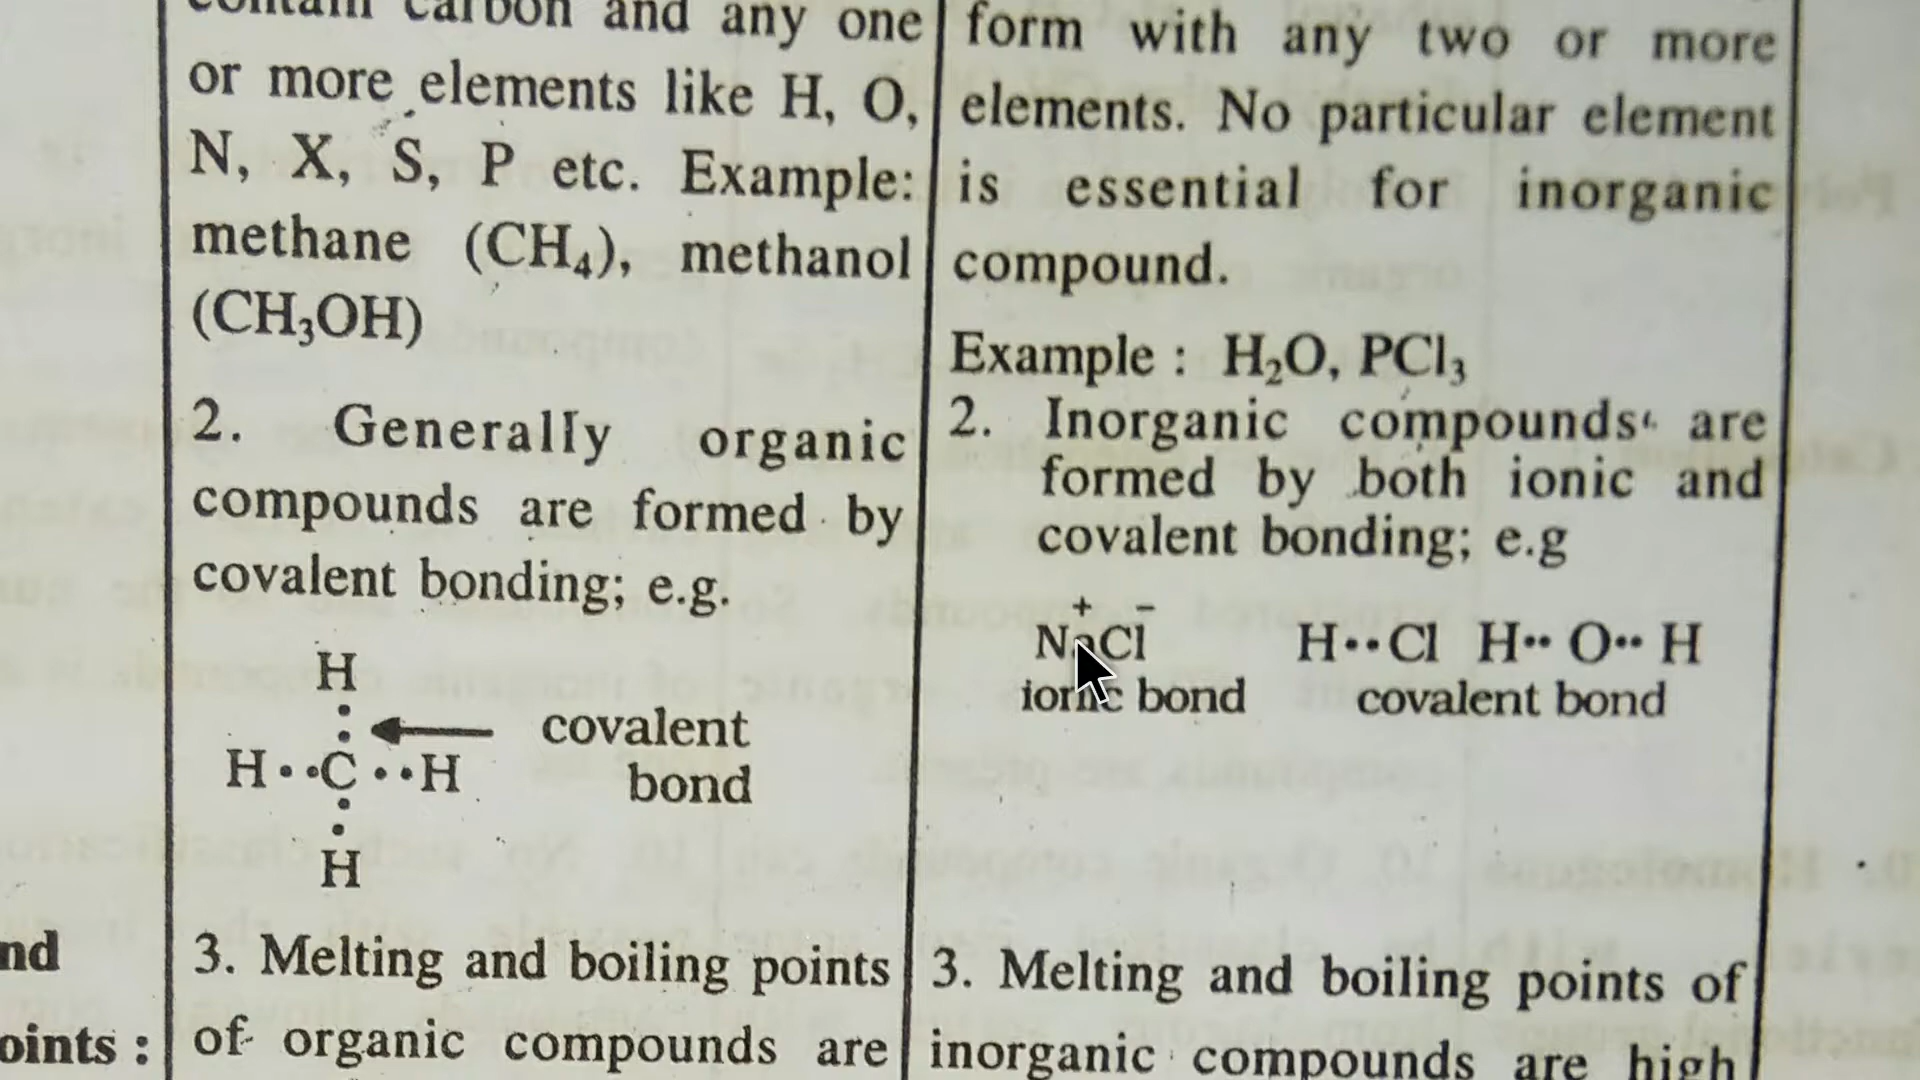 contain carbon and any one
or more elements like H, O,
N, X, S, P etc. Example:
methane (CH₄), methanol
(CH₃OH)
2. Generally organic
compounds are formed by
covalent bonding; e.g.
H
H··C··H
covalent
bond
H
nd
3. Melting and boiling points
oints :
of organic compounds are
form with any two or more
elements. No particular element
is essential for inorganic
compound.
Example : H₂O, PCl₃
2. Inorganic compounds are
formed by both ionic and
covalent bonding; e.g
+ −
NaCl H··Cl H·· O·· H
ionic bond covalent bond
3. Melting and boiling points of
inorganic compounds are high